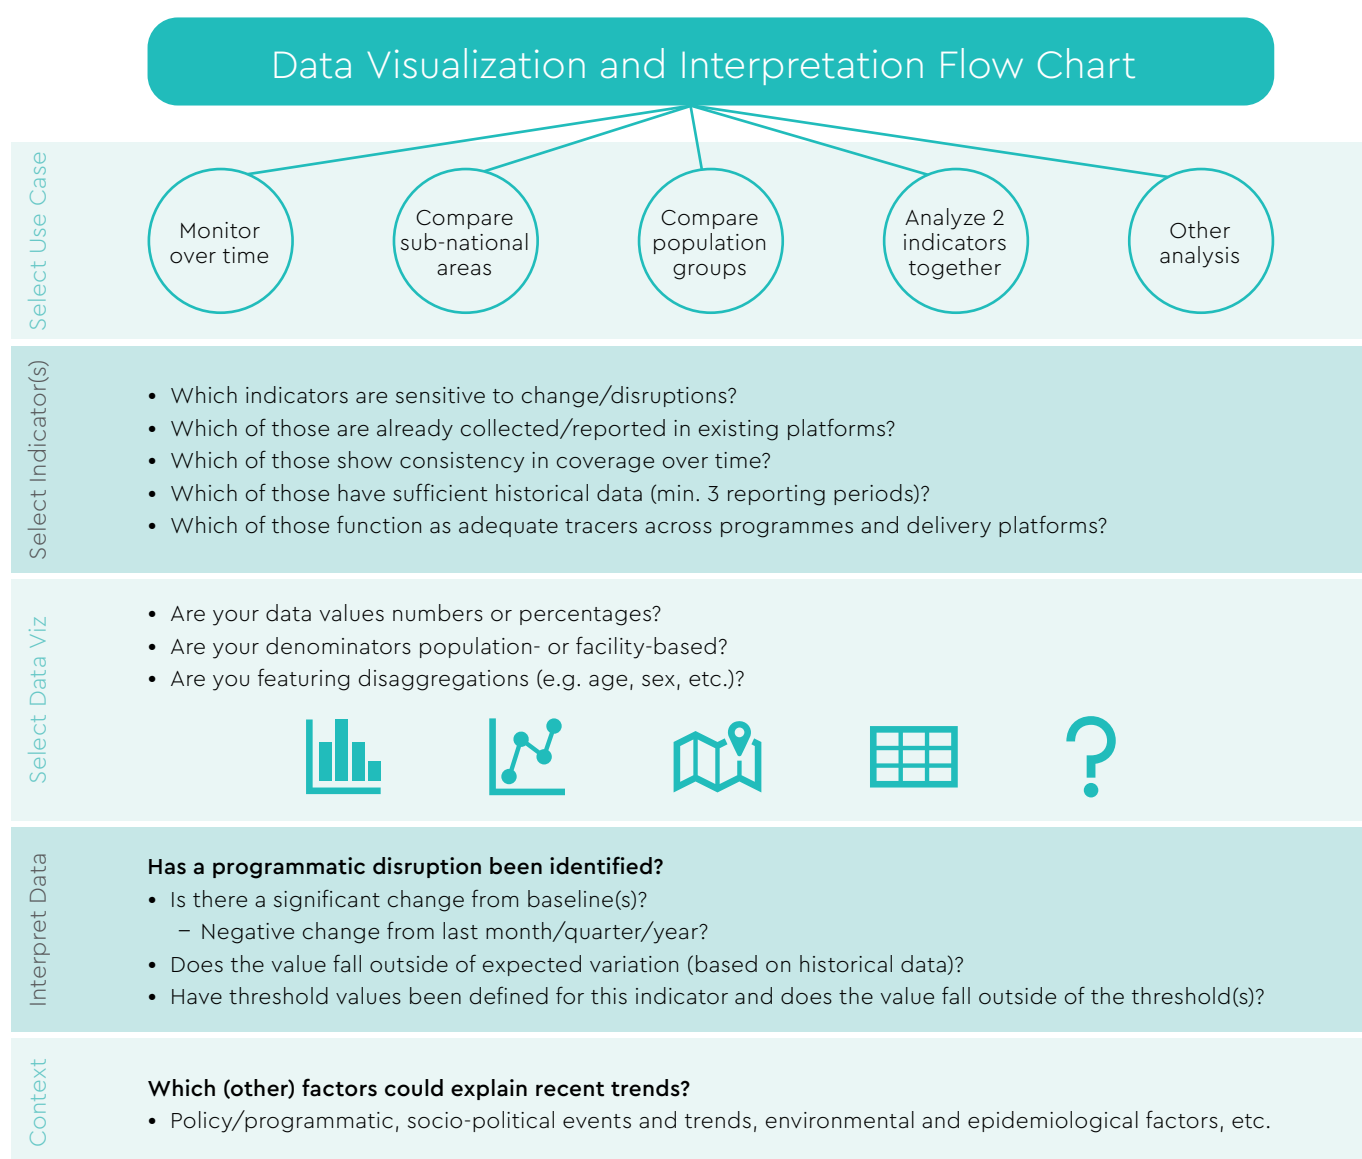 Data Visualization and Interpretation Flow Chart
Select Use Case
Monitor
over time
Compare
sub-national
areas
Compare
population
groups
Analyze 2
indicators
together
Other
analysis
Select Indicator(s)
• Which indicators are sensitive to change/disruptions?
• Which of those are already collected/reported in existing platforms?
• Which of those show consistency in coverage over time?
• Which of those have sufficient historical data (min. 3 reporting periods)?
• Which of those function as adequate tracers across programmes and delivery platforms?
Select Data Viz
• Are your data values numbers or percentages?
• Are your denominators population- or facility-based?
• Are you featuring disaggregations (e.g. age, sex, etc.)?
?
Interpret Data
Has a programmatic disruption been identified?
• Is there a significant change from baseline(s)?
– Negative change from last month/quarter/year?
• Does the value fall outside of expected variation (based on historical data)?
• Have threshold values been defined for this indicator and does the value fall outside of the threshold(s)?
Context
Which (other) factors could explain recent trends?
• Policy/programmatic, socio-political events and trends, environmental and epidemiological factors, etc.